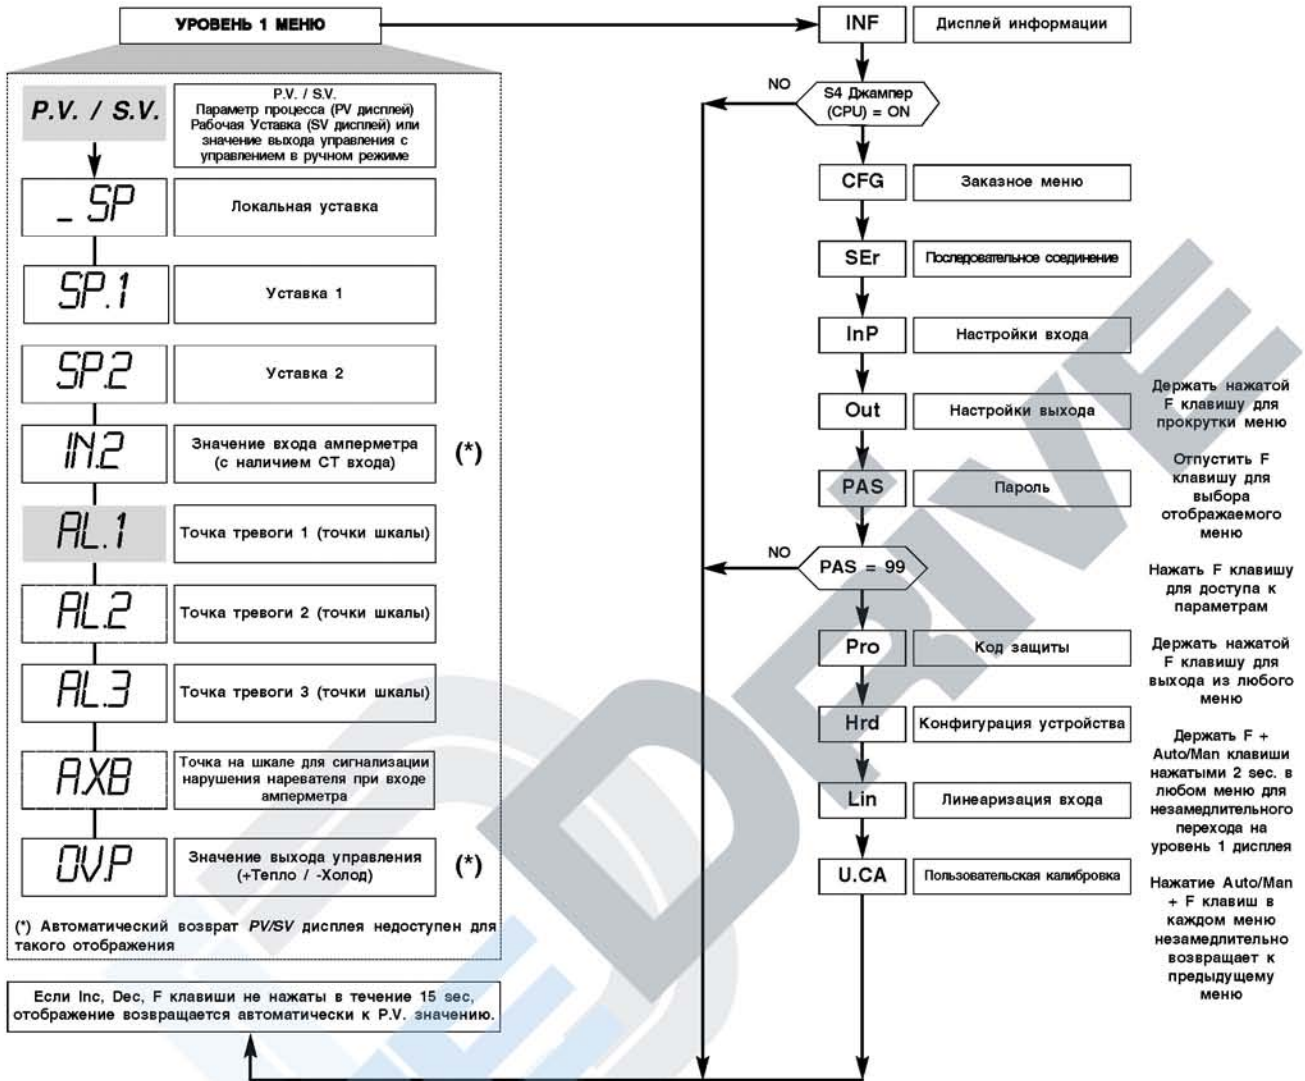 УРОВЕНЬ 1 МЕНЮ
P.V. / S.V.
P.V. / S.V.
Параметр процесса (PV дисплей)
Рабочая Уставка (SV дисплей) или
значение выхода управления с
управлением в ручном режиме
_ SP
Локальная уставка
SP.1
Уставка 1
SP.2
Уставка 2
IN.2
Значение входа амперметра
(с наличием СТ входа)
(*)
AL.1
Точка тревоги 1 (точки шкалы)
AL.2
Точка тревоги 2 (точки шкалы)
AL.3
Точка тревоги 3 (точки шкалы)
A.XB
Точка на шкале для сигнализации
нарушения наревателя при входе
амперметра
OV.P
Значение выхода управления
(+Тепло / -Холод)
(*)
(*) Автоматический возврат PV/SV дисплея недоступен для
такого отображения
Если Inc, Dec, F клавиши не нажаты в течение 15 sec,
отображение возвращается автоматически к P.V. значению.
INF
Дисплей информации
NO
S4 Джампер
(CPU) = ON
CFG
Заказное меню
SEr
Последовательное соединение
InP
Настройки входа
Out
Настройки выхода
PAS
Пароль
NO
PAS = 99
Pro
Код защиты
Hrd
Конфигурация устройства
Lin
Линеаризация входа
U.CA
Пользовательская калибровка
Держать нажатой
F клавишу для
прокрутки меню
Отпустить F
клавишу для
выбора
отображаемого
меню
Нажать F клавишу
для доступа к
параметрам
Держать нажатой
F клавишу для
выхода из любого
меню
Держать F +
Auto/Man клавиши
нажатыми 2 sec. в
любом меню для
незамедлительного
перехода на
уровень 1 дисплея
Нажатие Auto/Man
+ F клавиш в
каждом меню
незамедлительно
возвращает к
предыдущему
меню
DRIVE